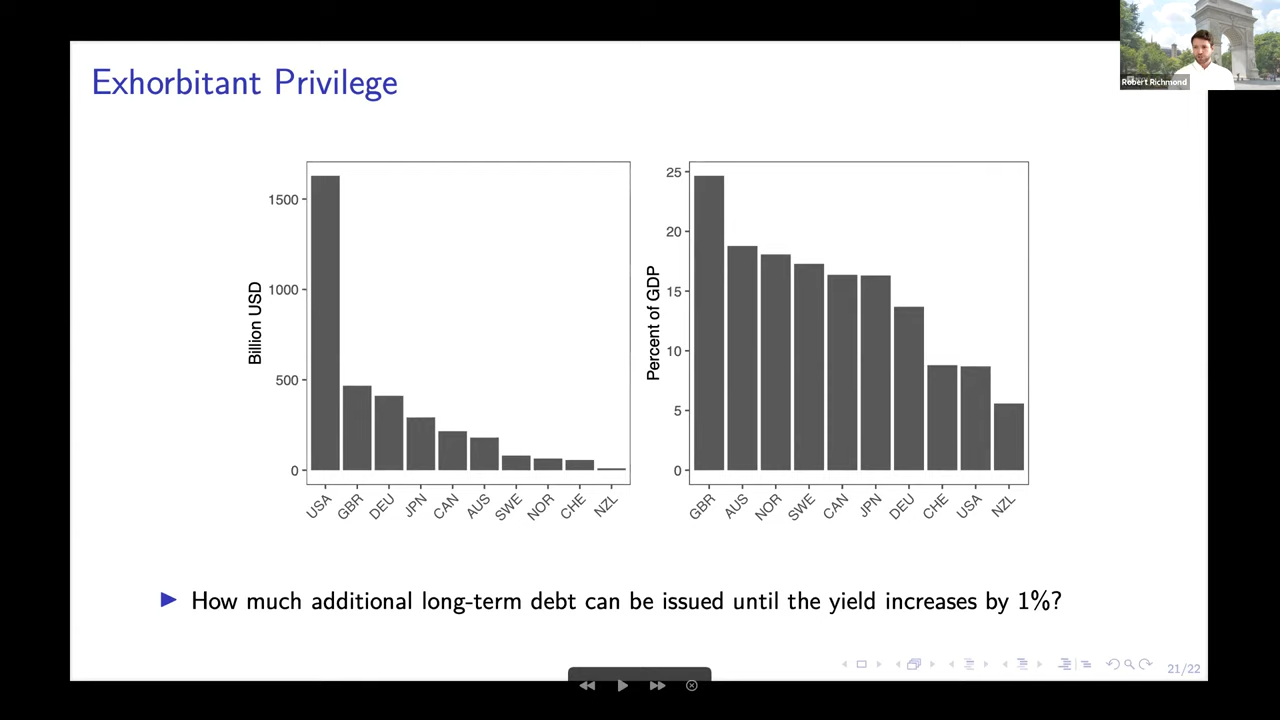 Exhorbitant Privilege
Robert Richmond
Billion USD
1500
1000
500
0
USA GBR DEU JPN CAN AUS SWE NOR CHE NZL
Percent of GDP
25
20
15
10
5
0
GBR AUS NOR SWE CAN JPN DEU CHE USA NZL
How much additional long-term debt can be issued until the yield increases by 1%?
21/22